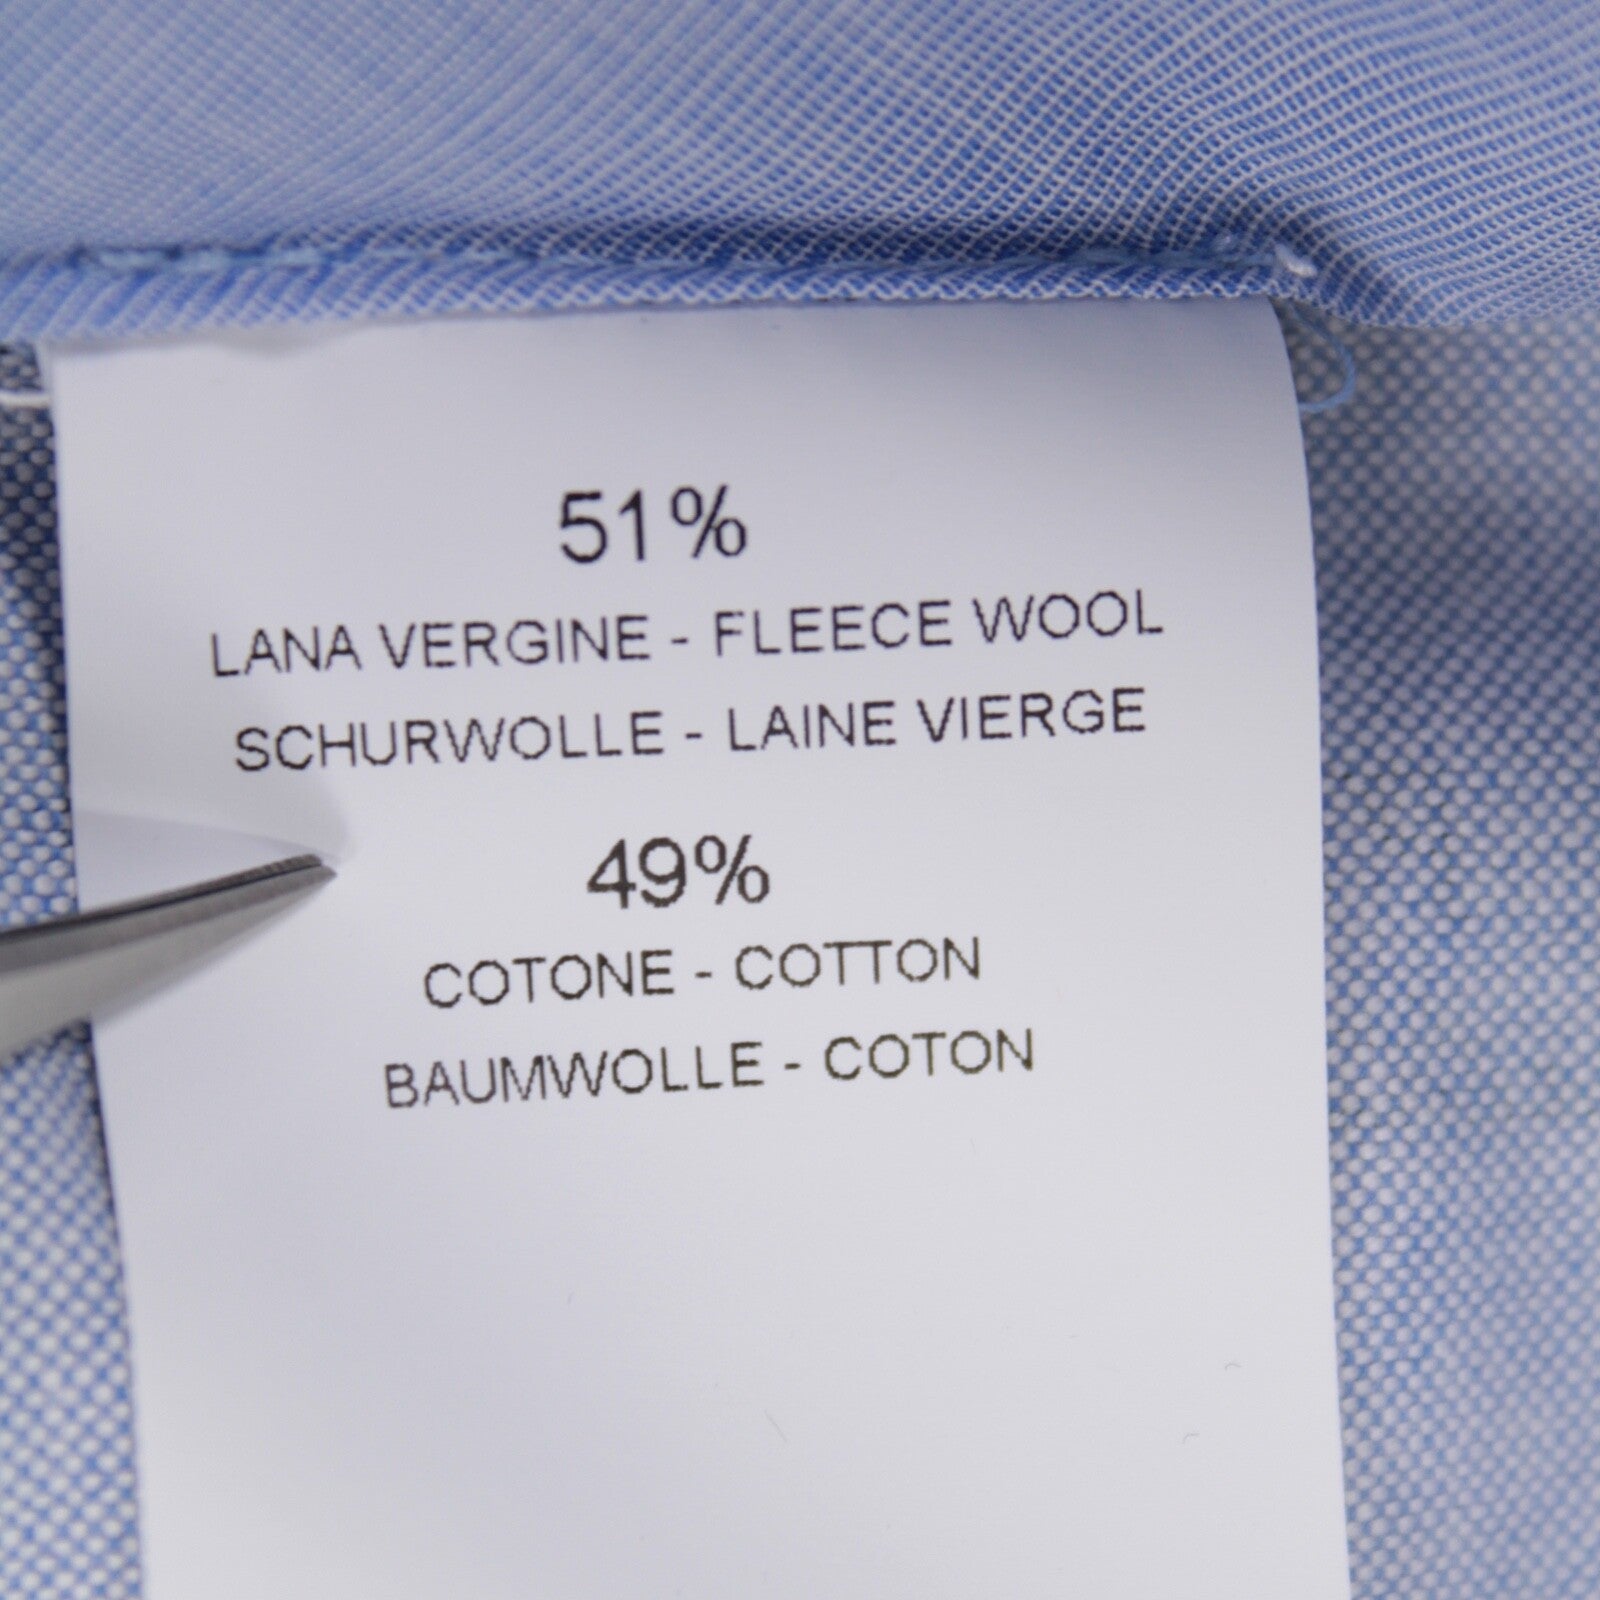 51%
LANA VERGINE - FLEECE WOOL
SCHURWOLLE - LAINE VIERGE
49%
COTONE - COTTON
BAUMWOLLE - COTON